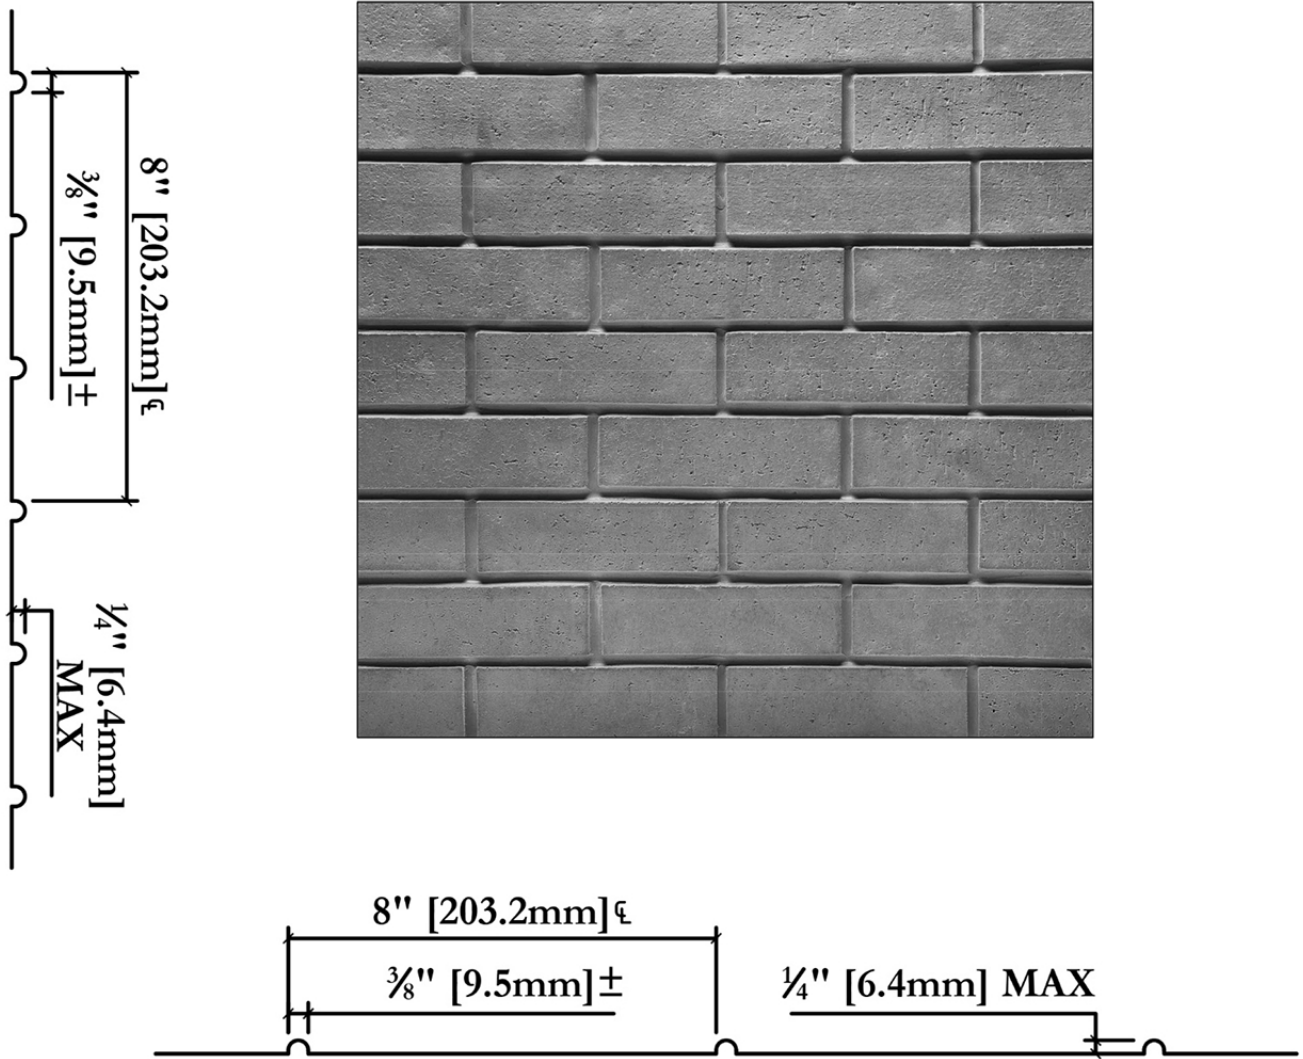 8" [203.2mm]℄
⅜" [9.5mm]±
¼" [6.4mm]
MAX
8" [203.2mm]℄
⅜" [9.5mm]±
¼" [6.4mm] MAX